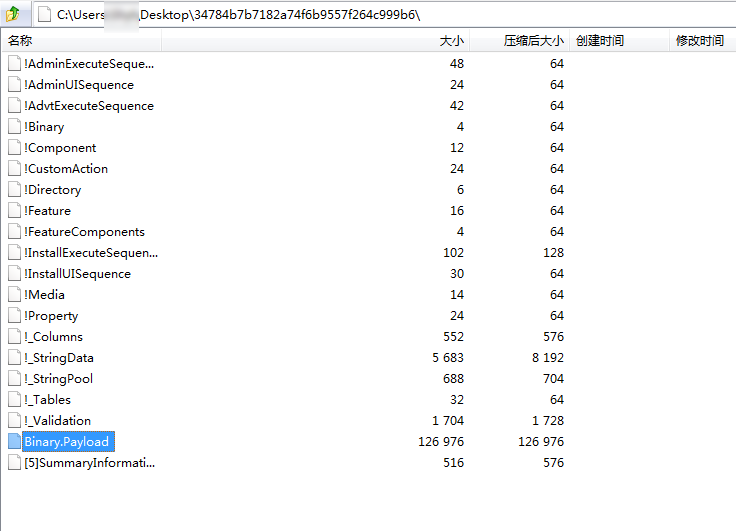 C:\Users Desktop\34784b7b7182a74f6b9557f264c999b6\
名称 大小 压缩后大小 创建时间 修改时间
!AdminExecuteSeque... 48 64
!AdminUISequence 24 64
!AdvtExecuteSequence 42 64
!Binary 4 64
!Component 12 64
!CustomAction 24 64
!Directory 6 64
!Feature 16 64
!FeatureComponents 4 64
!InstallExecuteSequen... 102 128
!InstallUISequence 30 64
!Media 14 64
!Property 24 64
!_Columns 552 576
!_StringData 5 683 8 192
!_StringPool 688 704
!_Tables 32 64
!_Validation 1 704 1 728
Binary.Payload 126 976 126 976
[5]SummaryInformati... 516 576